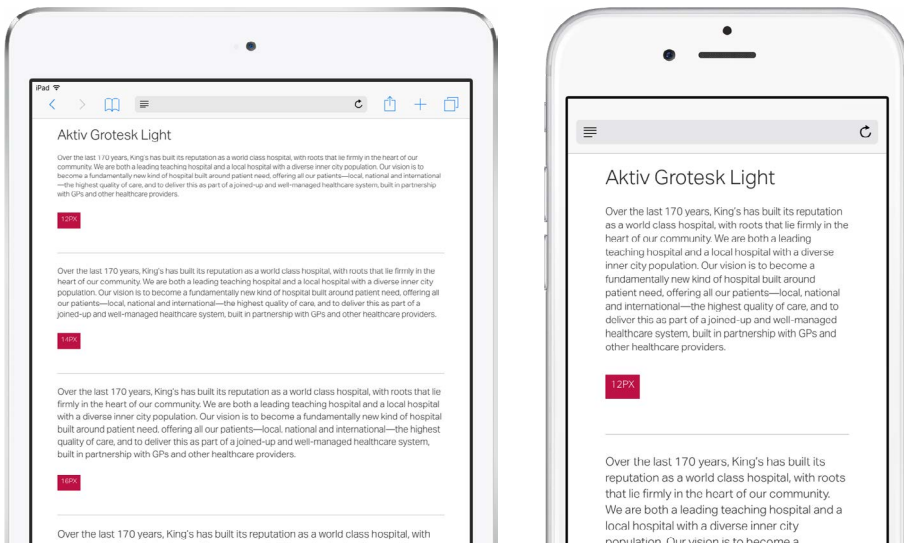 iPad
Aktiv Grotesk Light
Over the last 170 years, King's has built its reputation as a world class hospital, with roots that lie firmly in the heart of our
community. We are both a leading teaching hospital and a local hospital with a diverse inner city population. Our vision is to
become a fundamentally new kind of hospital built around patient need, offering all our patients—local, national and international
—the highest quality of care, and to deliver this as part of a joined-up and well-managed healthcare system, built in partnership
with GPs and other healthcare providers.
12PX
Over the last 170 years, King's has built its reputation as a world class hospital, with roots that lie firmly in the
heart of our community. We are both a leading teaching hospital and a local hospital with a diverse inner city
population. Our vision is to become a fundamentally new kind of hospital built around patient need, offering all
our patients—local, national and international—the highest quality of care, and to deliver this as part of a
joined-up and well-managed healthcare system, built in partnership with GPs and other healthcare providers.
14PX
Over the last 170 years, King's has built its reputation as a world class hospital, with roots that lie
firmly in the heart of our community. We are both a leading teaching hospital and a local hospital
with a diverse inner city population. Our vision is to become a fundamentally new kind of hospital
built around patient need, offering all our patients—local, national and international—the highest
quality of care, and to deliver this as part of a joined-up and well-managed healthcare system,
built in partnership with GPs and other healthcare providers.
16PX
Over the last 170 years, King's has built its reputation as a world class hospital, with
Aktiv Grotesk Light
Over the last 170 years, King's has built its reputation
as a world class hospital, with roots that lie firmly in the
heart of our community. We are both a leading
teaching hospital and a local hospital with a diverse
inner city population. Our vision is to become a
fundamentally new kind of hospital built around
patient need, offering all our patients—local, national
and international—the highest quality of care, and to
deliver this as part of a joined-up and well-managed
healthcare system, built in partnership with GPs and
other healthcare providers.
12PX
Over the last 170 years, King's has built its
reputation as a world class hospital, with roots
that lie firmly in the heart of our community.
We are both a leading teaching hospital and a
local hospital with a diverse inner city
population. Our vision is to become a